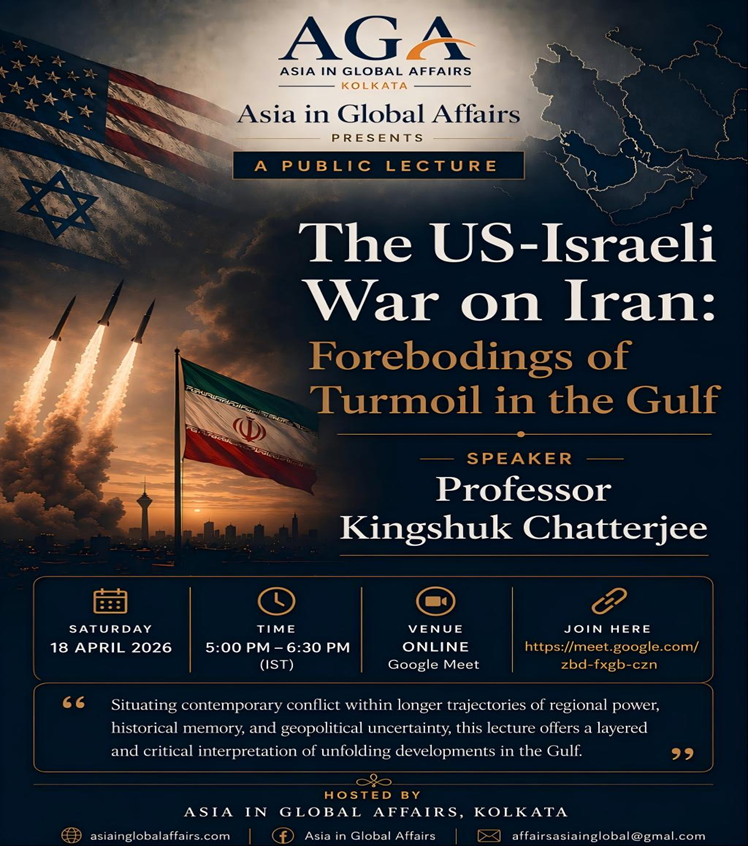 AGA
ASIA IN GLOBAL AFFAIRS
KOLKATA
Asia in Global Affairs
PRESENTS
A PUBLIC LECTURE
The US-Israeli
War on Iran:
Forebodings of
Turmoil in the Gulf
SPEAKER
Professor
Kingshuk Chatterjee
SATURDAY
18 APRIL 2026
TIME
5:00 PM – 6:30 PM
(IST)
VENUE
ONLINE
Google Meet
JOIN HERE
https://meet.google.com/
zbd-fxgb-czn
“ Situating contemporary conflict within longer trajectories of regional power,
historical memory, and geopolitical uncertainty, this lecture offers a layered
and critical interpretation of unfolding developments in the Gulf. ”
HOSTED BY
ASIA IN GLOBAL AFFAIRS, KOLKATA
asiainglobalaffairs.com | Asia in Global Affairs | affairsasiainglobal@gmal.com